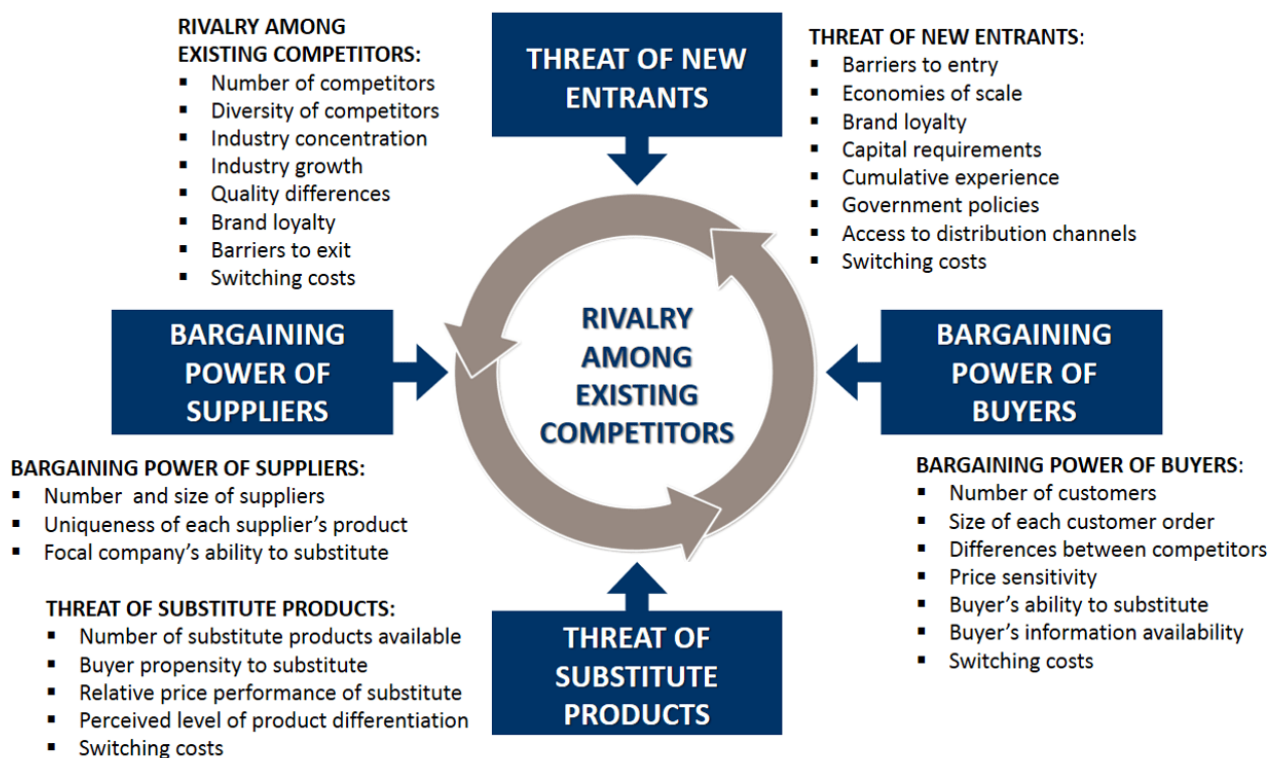 RIVALRY AMONG
EXISTING COMPETITORS:
▪ Number of competitors
▪ Diversity of competitors
▪ Industry concentration
▪ Industry growth
▪ Quality differences
▪ Brand loyalty
▪ Barriers to exit
▪ Switching costs
THREAT OF NEW
ENTRANTS
THREAT OF NEW ENTRANTS:
▪ Barriers to entry
▪ Economies of scale
▪ Brand loyalty
▪ Capital requirements
▪ Cumulative experience
▪ Government policies
▪ Access to distribution channels
▪ Switching costs
BARGAINING
POWER OF
SUPPLIERS
RIVALRY
AMONG
EXISTING
COMPETITORS
BARGAINING
POWER OF
BUYERS
BARGAINING POWER OF SUPPLIERS:
▪ Number and size of suppliers
▪ Uniqueness of each supplier's product
▪ Focal company's ability to substitute
BARGAINING POWER OF BUYERS:
▪ Number of customers
▪ Size of each customer order
▪ Differences between competitors
▪ Price sensitivity
▪ Buyer's ability to substitute
▪ Buyer's information availability
▪ Switching costs
THREAT OF SUBSTITUTE PRODUCTS:
▪ Number of substitute products available
▪ Buyer propensity to substitute
▪ Relative price performance of substitute
▪ Perceived level of product differentiation
▪ Switching costs
THREAT OF
SUBSTITUTE
PRODUCTS